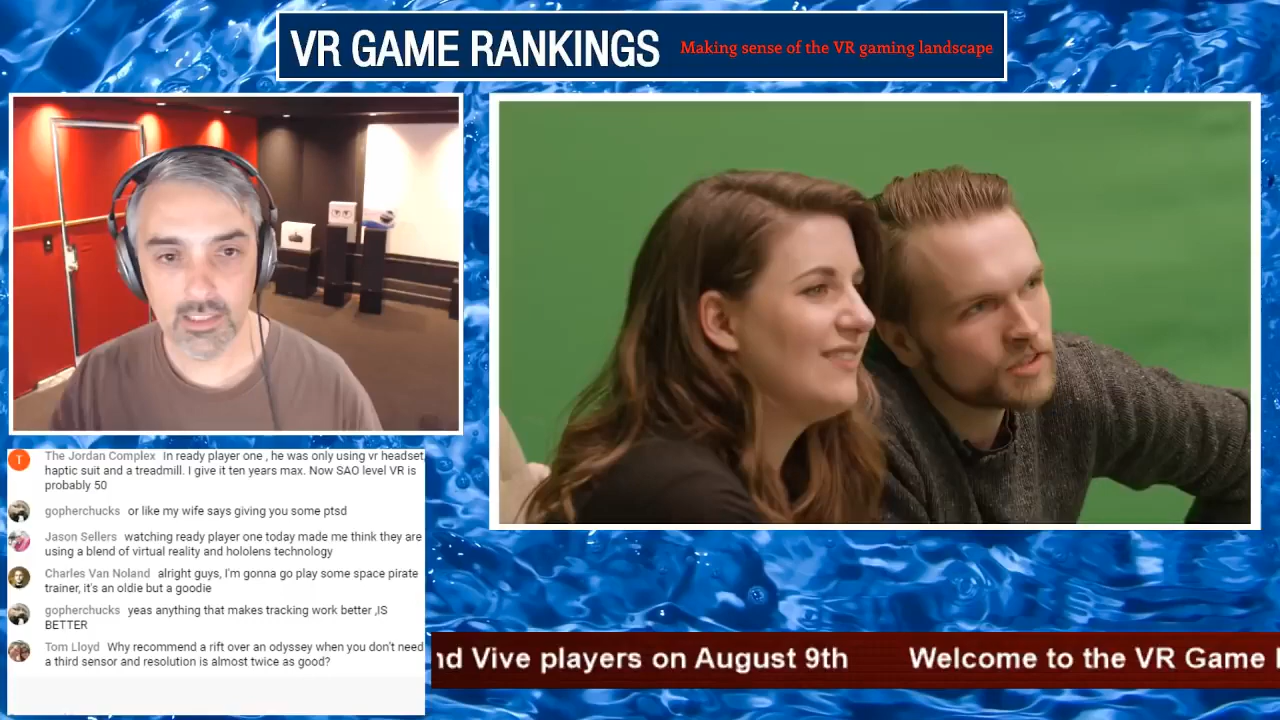 VR GAME RANKINGS Making sense of the VR gaming landscape
T
The Jordan Complex In ready player one , he was only using vr headset,
haptic suit and a treadmill. I give it ten years max. Now SAO level VR is
probably 50
gopherchucks or like my wife says giving you some ptsd
Jason Sellers watching ready player one today made me think they are
using a blend of virtual reality and hololens technology
Charles Van Noland alright guys, I'm gonna go play some space pirate
trainer, it's an oldie but a goodie
gopherchucks yeas anything that makes tracking work better ,IS
BETTER
Tom Lloyd Why recommend a rift over an odyssey when you don't need
a third sensor and resolution is almost twice as good?
nd Vive players on August 9th Welcome to the VR Game